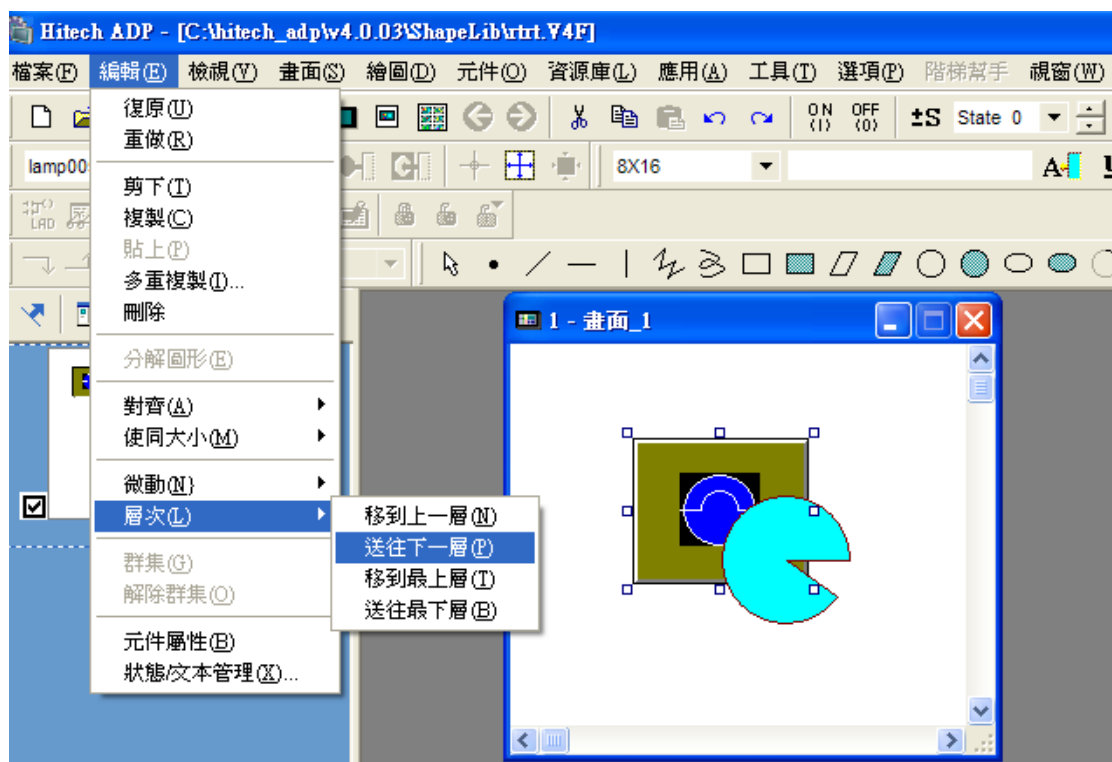 Hitech ADP - [C:\hitech_adp\v4.0.03\ShapeLib\rtrt.V4F]
檔案(F) 編輯(E) 檢視(V) 畫面(S) 繪圖(D) 元件(O) 資源庫(L) 應用(A) 工具(T) 選項(P) 階梯幫手 視窗(W)
ON (1) OFF (0) ±S State 0
lamp00 8X16 A
LAD
復原(U)
重做(R)
剪下(T)
複製(C)
貼上(P)
多重複製(I)...
刪除
分解圖形(E)
對齊(A)
使同大小(M)
微動(N}
層次(L)
群集(G)
解除群集(O)
元件屬性(B)
狀態/文本管理(X)...
移到上一層(N)
送往下一層(P)
移到最上層(T)
送往最下層(B)
1 - 畫面_1